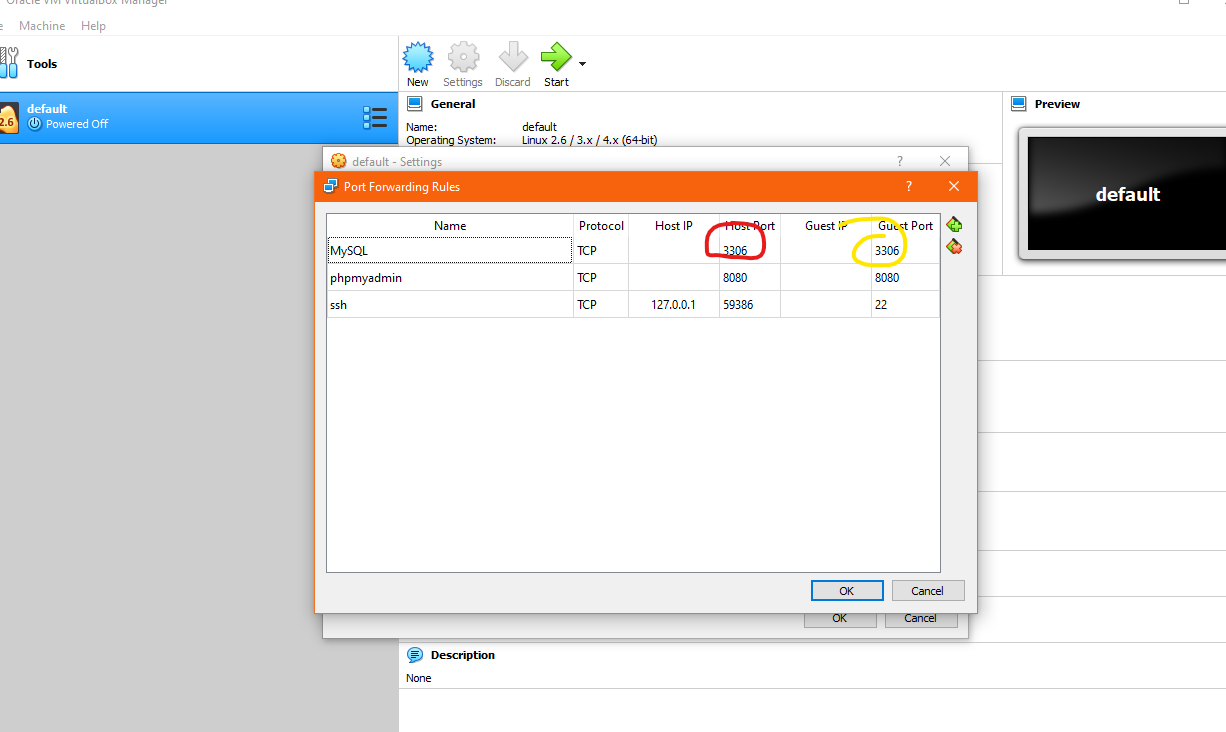 Oracle VM VirtualBox Manager
Machine Help
Tools
New Settings Discard Start
default
Powered Off
2.6
General
Name: default
Operating System: Linux 2.6 / 3.x / 4.x (64-bit)
Preview
default
default - Settings ?
Port Forwarding Rules ?
Name Protocol Host IP Host Port Guest IP Guest Port
MySQL TCP 3306 3306
phpmyadmin TCP 8080 8080
ssh TCP 127.0.0.1 59386 22
OK Cancel
OK Cancel
Description
None